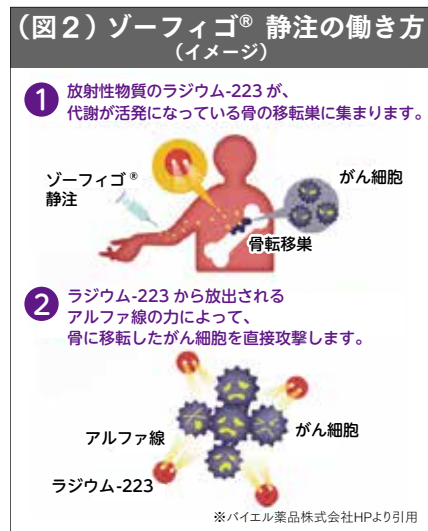 (図2)ゾーフィゴ® 静注の働き方
(イメージ)
1 放射性物質のラジウム-223が、
代謝が活発になっている骨の移転巣に集まります。
ゾーフィゴ®
静注
がん細胞
骨転移巣
2 ラジウム-223から放出される
アルファ線の力によって、
骨に移転したがん細胞を直接攻撃します。
アルファ線
がん細胞
ラジウム-223
※バイエル薬品株式会社HPより引用